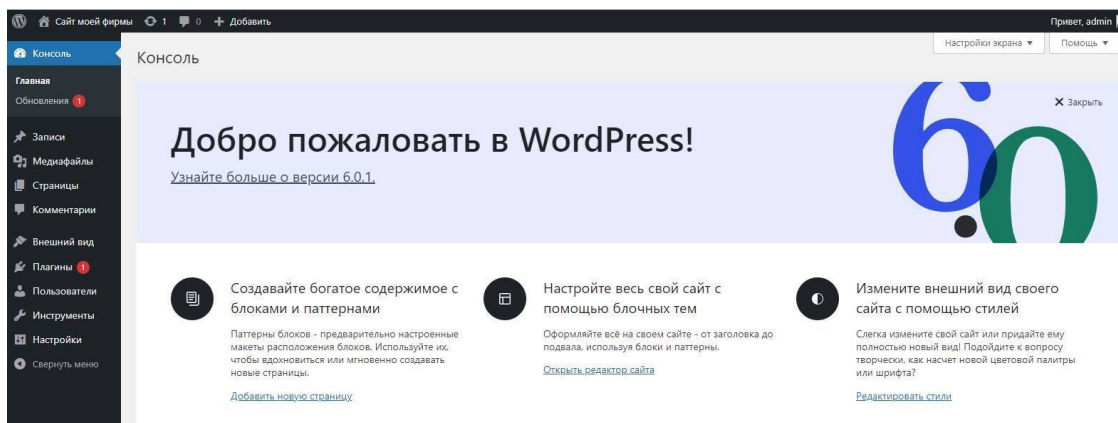 Сайт моей фирмы 1 0 + Добавить Привет, admin
Настройки экрана ▼ Помощь ▼
Консоль
Главная
Обновления 1
Записи
Медиафайлы
Страницы
Комментарии
Внешний вид
Плагины 1
Пользователи
Инструменты
Настройки
Свернуть меню
Консоль
Закрыть
Добро пожаловать в WordPress!
Узнайте больше о версии 6.0.1.
6.0
Создавайте богатое содержимое с
блоками и паттернами
Паттерны блоков - предварительно настроенные
макеты расположения блоков. Используйте их,
чтобы вдохновиться или мгновенно создавать
новые страницы.
Добавить новую страницу
Настройте весь свой сайт с
помощью блочных тем
Оформляйте всё на своем сайте - от заголовка до
подвала, используя блоки и паттерны.
Открыть редактор сайта
Измените внешний вид своего
сайта с помощью стилей
Слегка измените свой сайт или придайте ему
полностью новый вид! Подойдите к вопросу
творчески, как насчет новой цветовой палитры
или шрифта?
Редактировать стили